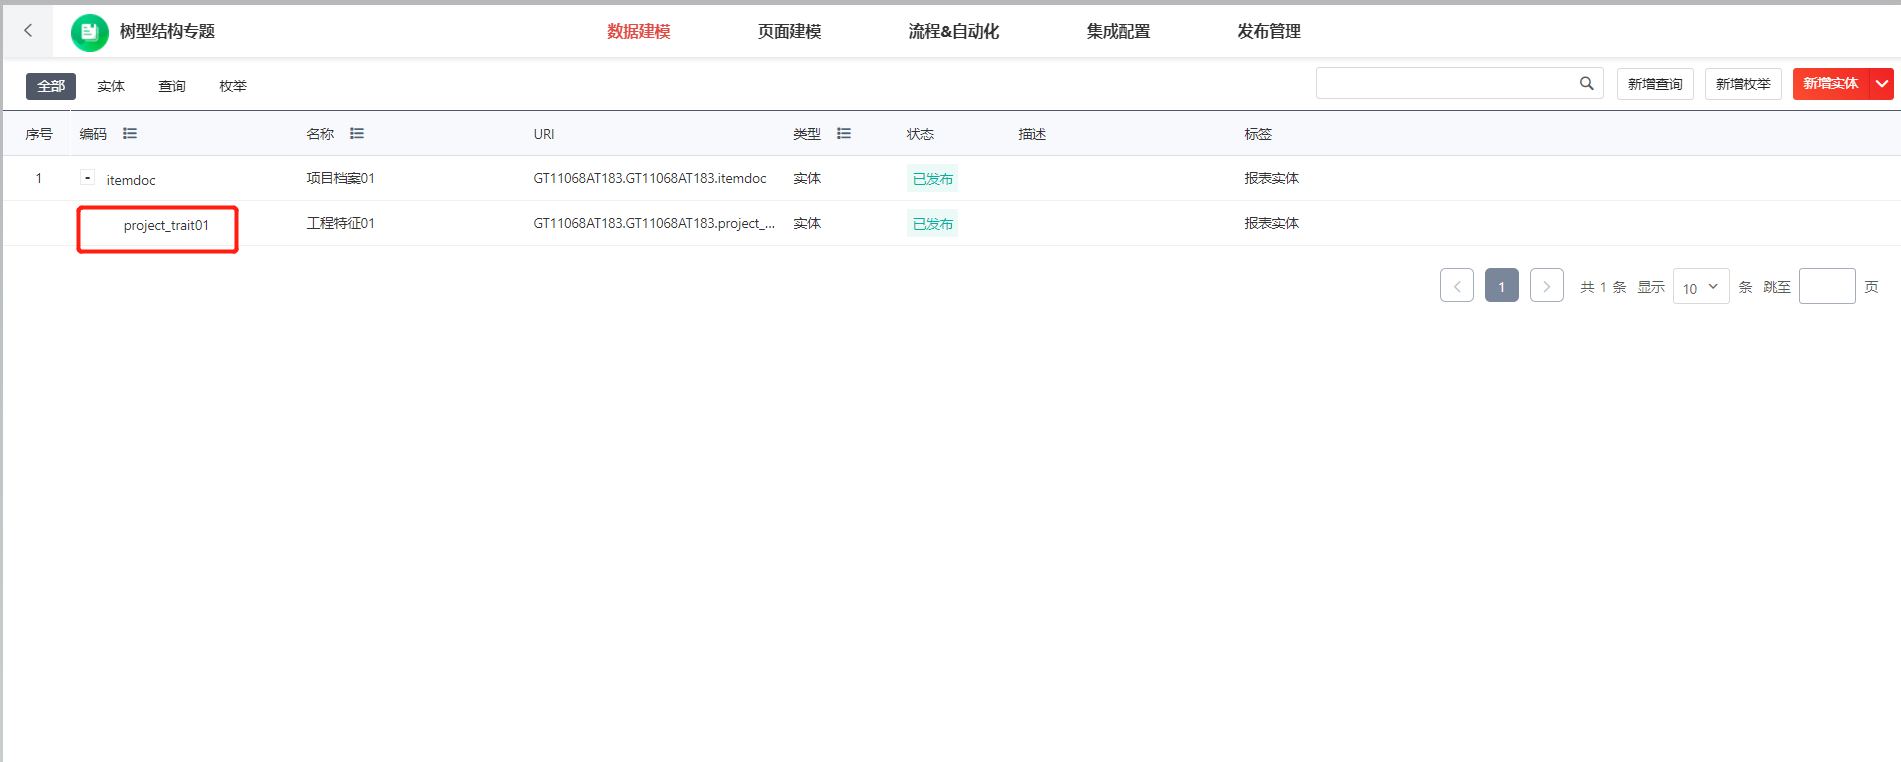 树型结构专题 数据建模 页面建模 流程&自动化 集成配置 发布管理
全部 实体 查询 枚举 新增查询 新增枚举 新增实体
序号 编码 名称 URI 类型 状态 描述 标签
1 - itemdoc 项目档案01 GT11068AT183.GT11068AT183.itemdoc 实体 已发布 报表实体
project_trait01 工程特征01 GT11068AT183.GT11068AT183.project_... 实体 已发布 报表实体
1 共 1 条 显示 10 条 跳至 页